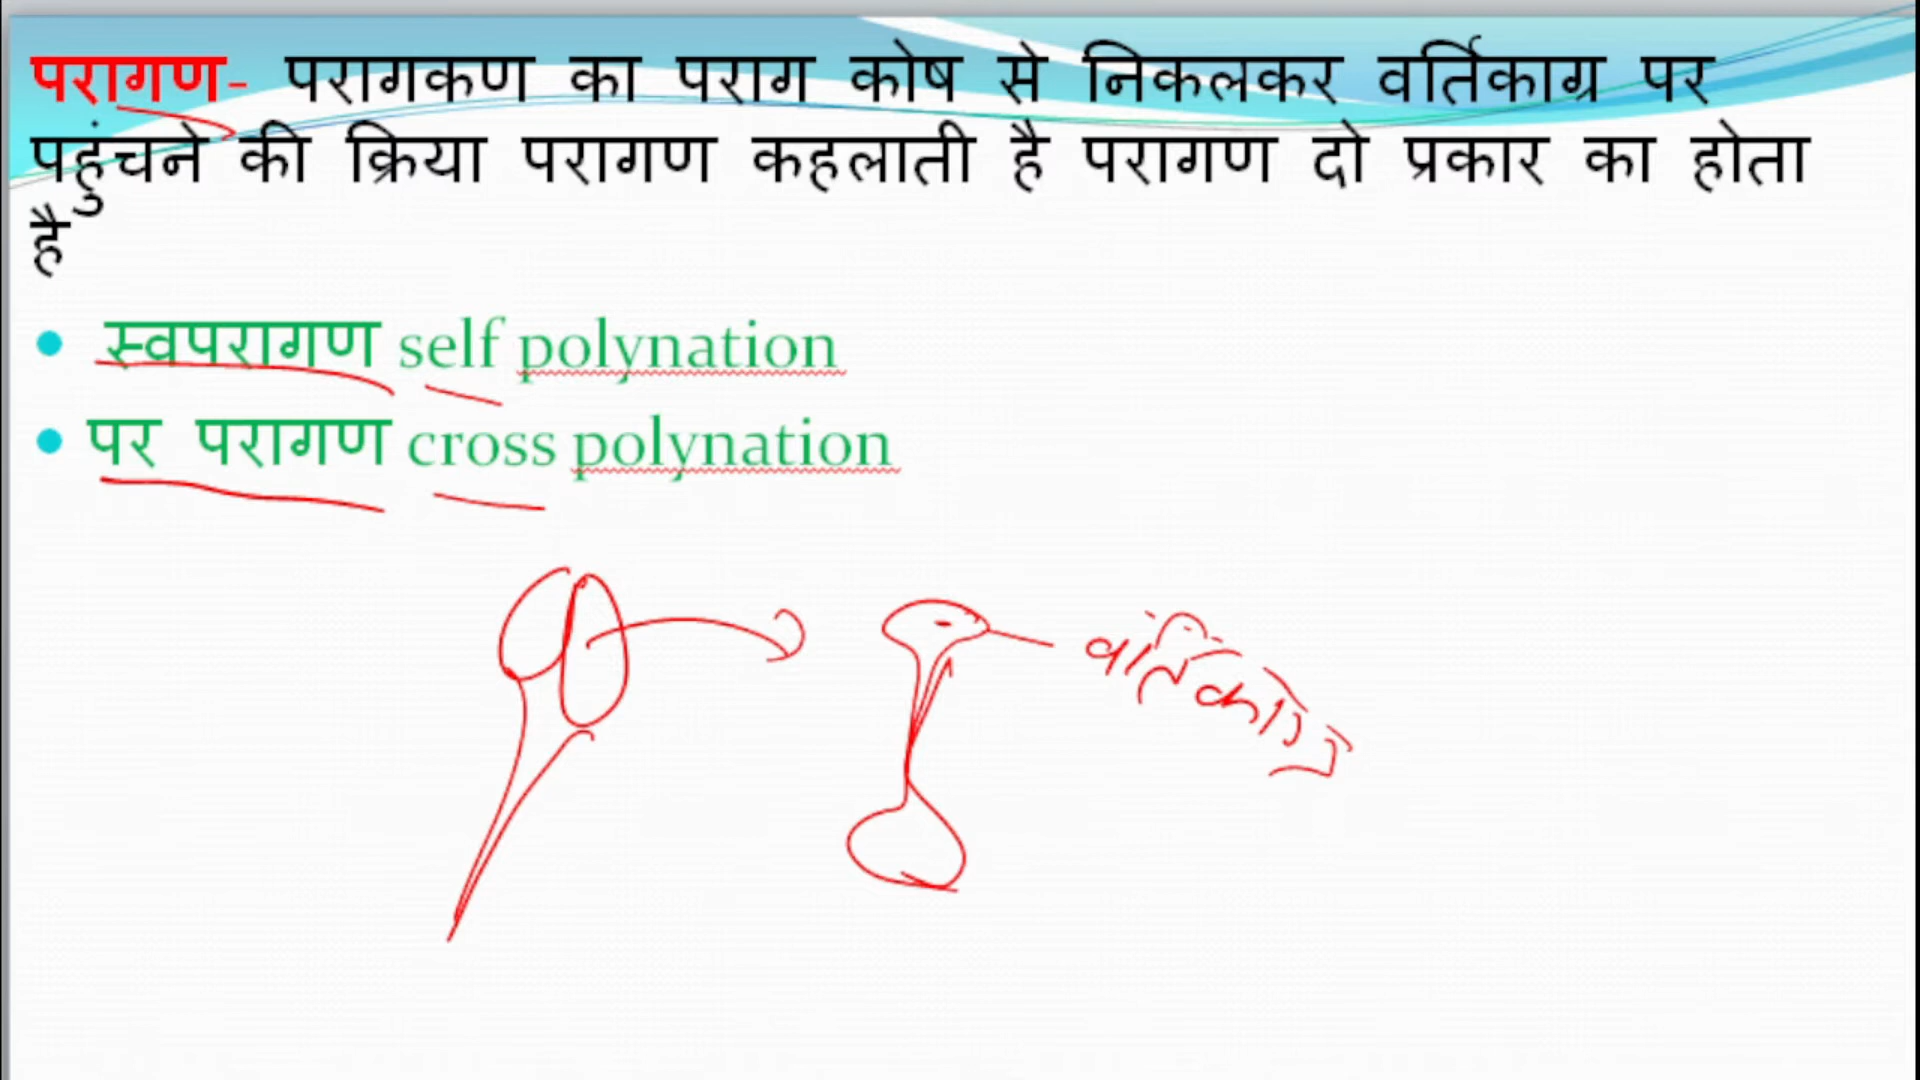 परागण- परागकण का पराग कोष से निकलकर वर्तिकाग्र पर
पहुंचने की क्रिया परागण कहलाती है परागण दो प्रकार का होता
है
स्वपरागण self polynation
पर परागण cross polynation
वर्तिकाग्र